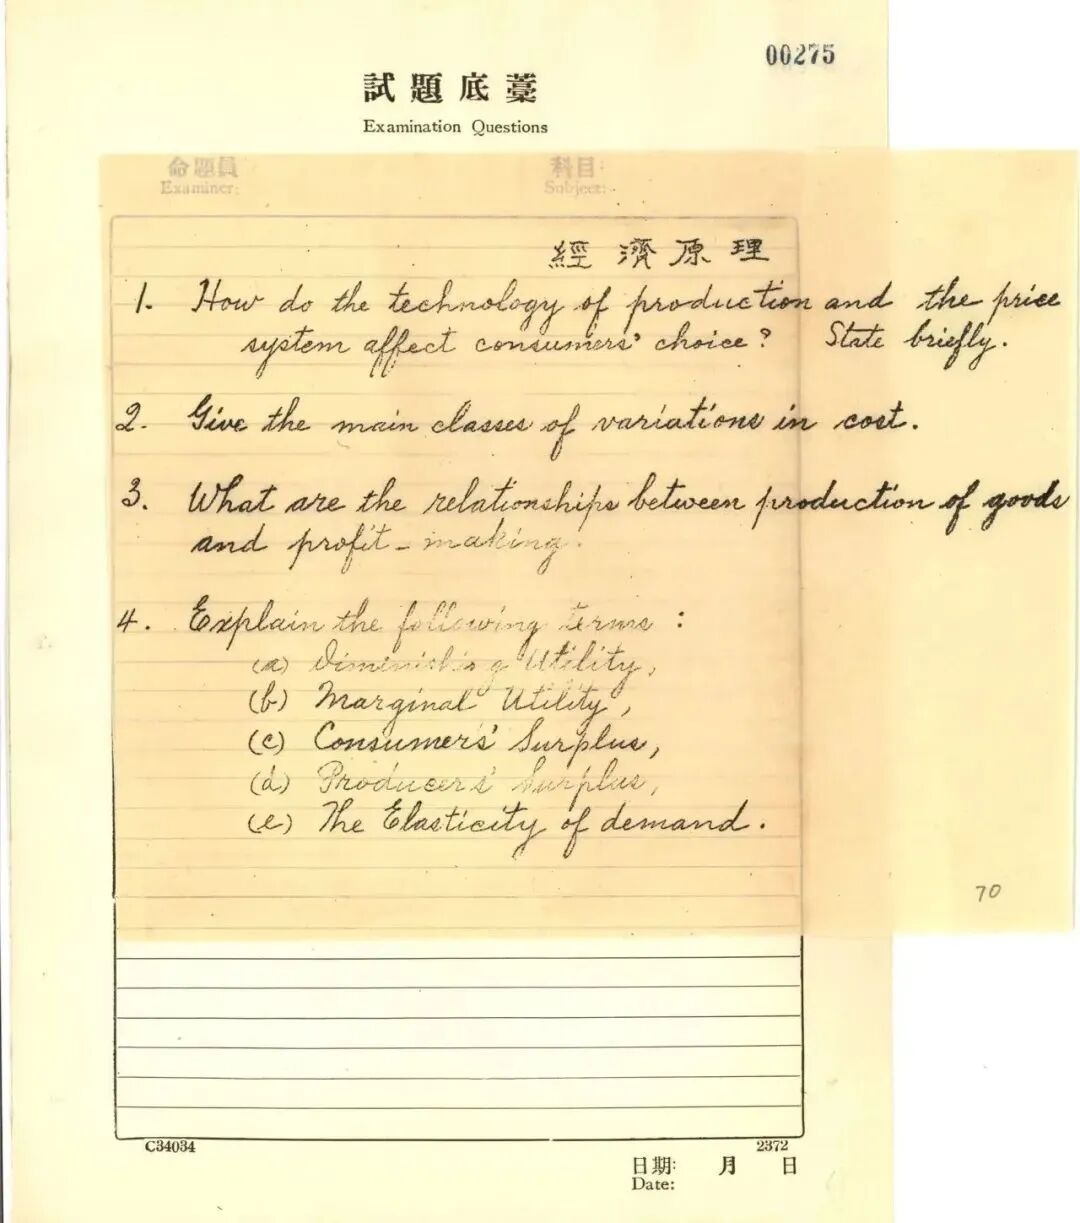 00275
試題底藁
Examination Questions
命題員 科目:
Examiner: Subject:
經濟原理
1. How do the technology of production and the price
system affect consumers' choice? State briefly.
2. Give the main classes of variations in cost.
3. What are the relationships between production of goods
and profit-making.
4. Explain the following terms:
(a) Diminishing Utility,
(b) Marginal Utility,
(c) Consumers' Surplus,
(d) Producers' Surplus,
(e) The Elasticity of demand.
70
C34034 2372
日期: 月 日
Date: